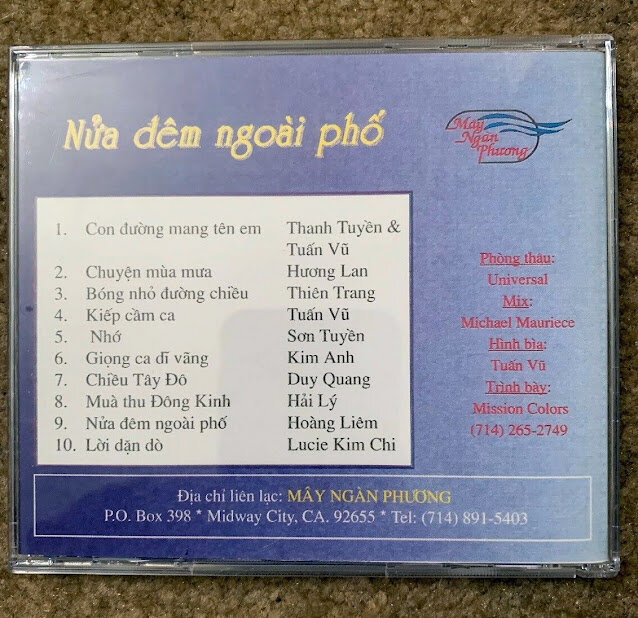 Nửa đêm ngoài phố
Mây
Ngàn
Phương
1. Con đường mang tên em Thanh Tuyền &
Tuấn Vũ
2. Chuyện mùa mưa Hương Lan
3. Bóng nhỏ đường chiều Thiên Trang
4. Kiếp cầm ca Tuấn Vũ
5. Nhớ Sơn Tuyền
6. Giọng ca dĩ vãng Kim Anh
7. Chiều Tây Đô Duy Quang
8. Muà thu Đông Kinh Hải Lý
9. Nửa đêm ngoài phố Hoàng Liêm
10. Lời dặn dò Lucie Kim Chi
Phòng thâu:
Universal
Mix:
Michael Mauriece
Hình bìa:
Tuấn Vũ
Trình bày:
Mission Colors
(714) 265-2749
Địa chỉ liên lạc: MÂY NGÀN PHƯƠNG
P.O. Box 398 * Midway City, CA. 92655 * Tel: (714) 891-5403